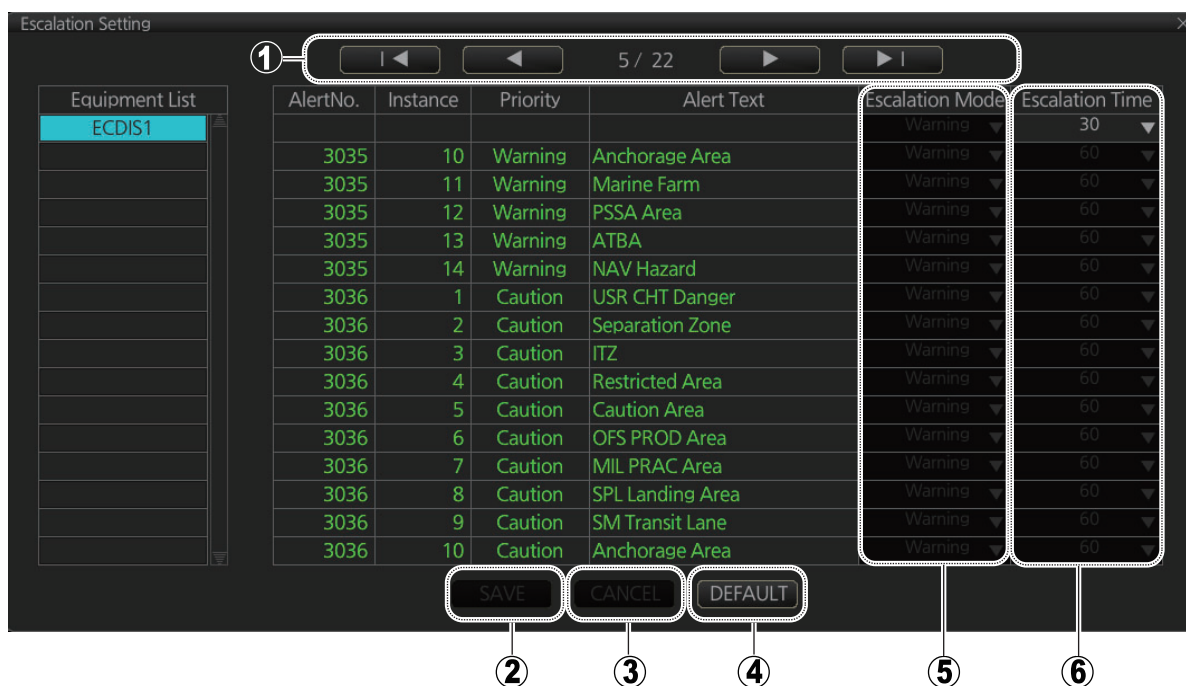 Escalation Setting ×
1 5 / 22
Equipment List AlertNo. Instance Priority Alert Text Escalation Mode Escalation Time
ECDIS1 Warning 30
3035 10 Warning Anchorage Area Warning 60
3035 11 Warning Marine Farm Warning 60
3035 12 Warning PSSA Area Warning 60
3035 13 Warning ATBA Warning 60
3035 14 Warning NAV Hazard Warning 60
3036 1 Caution USR CHT Danger Warning 60
3036 2 Caution Separation Zone Warning 60
3036 3 Caution ITZ Warning 60
3036 4 Caution Restricted Area Warning 60
3036 5 Caution Caution Area Warning 60
3036 6 Caution OFS PROD Area Warning 60
3036 7 Caution MIL PRAC Area Warning 60
3036 8 Caution SPL Landing Area Warning 60
3036 9 Caution SM Transit Lane Warning 60
3036 10 Caution Anchorage Area Warning 60
SAVE CANCEL DEFAULT
2 3 4 5 6